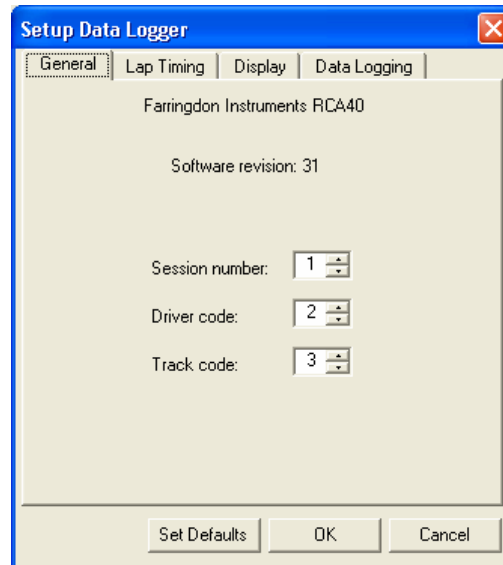 Setup Data Logger
General Lap Timing Display Data Logging
Farringdon Instruments RCA40
Software revision: 31
Session number: 1
Driver code: 2
Track code: 3
Set Defaults OK Cancel